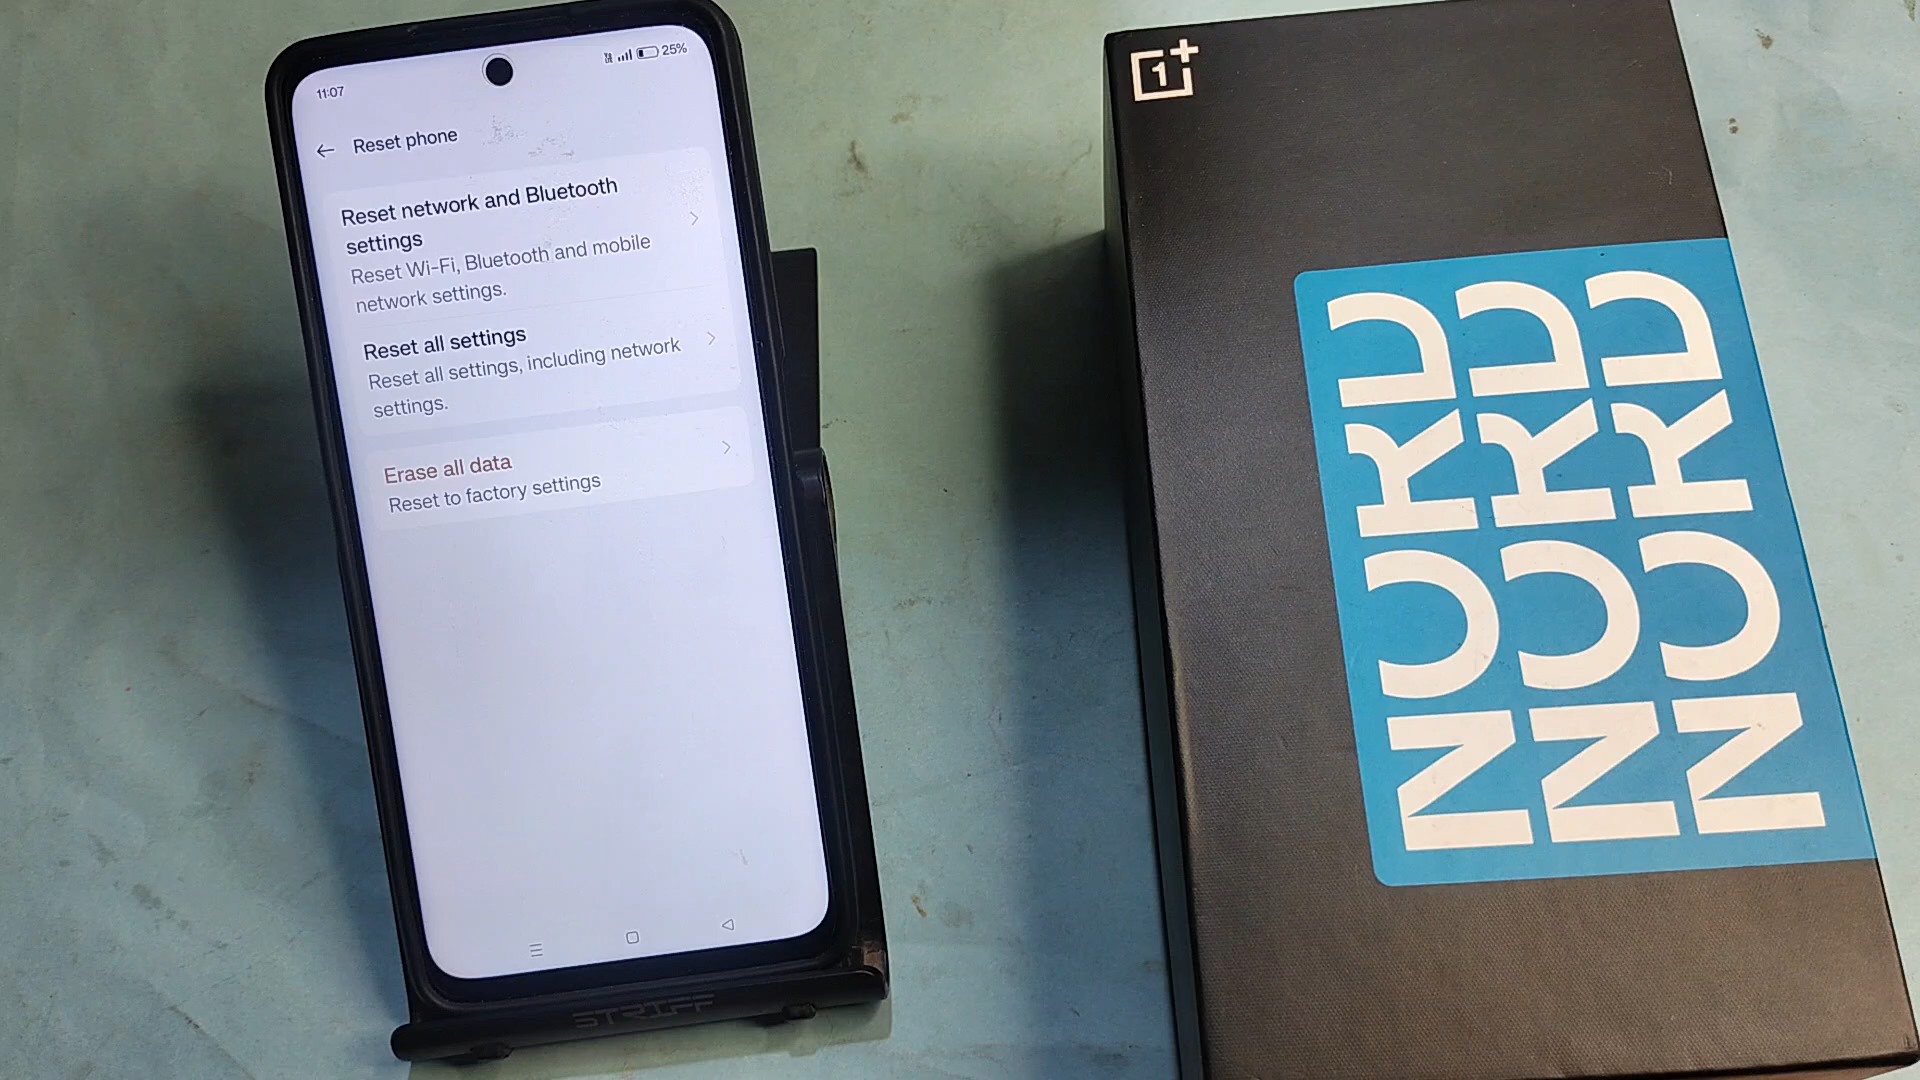 11:07
25%
Reset phone
Reset network and Bluetooth
settings
Reset Wi-Fi, Bluetooth and mobile
network settings.
Reset all settings
Reset all settings, including network
settings.
Erase all data
Reset to factory settings
STRIFF
1+
NORD
NORD
NORD